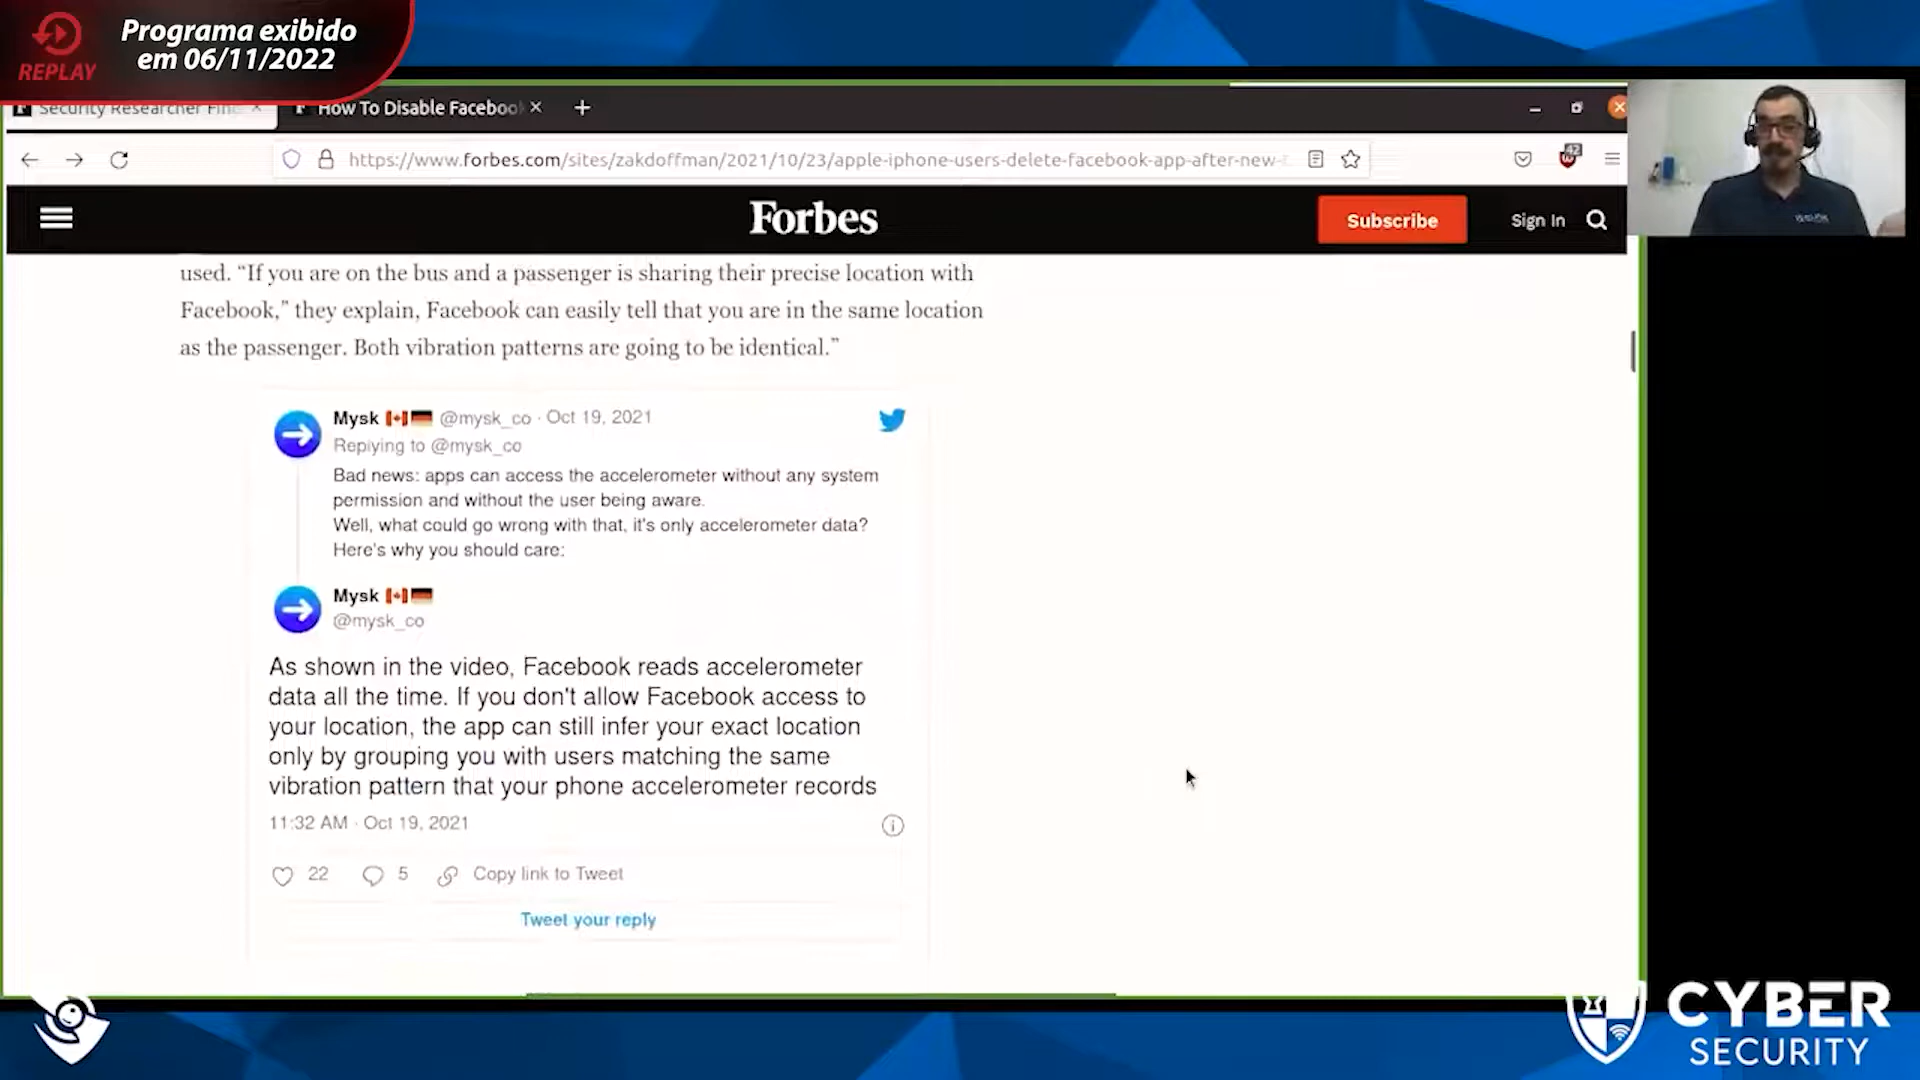 Programa exibido
em 06/11/2022
REPLAY
Security Researcher Fin
How To Disable Faceboo
https://www.forbes.com/sites/zakdoffman/2021/10/23/apple-iphone-users-delete-facebook-app-after-new-
42
Forbes
Subscribe
Sign In
used. “If you are on the bus and a passenger is sharing their precise location with
Facebook,” they explain, Facebook can easily tell that you are in the same location
as the passenger. Both vibration patterns are going to be identical.”
Mysk @mysk_co · Oct 19, 2021
Replying to @mysk_co
Bad news: apps can access the accelerometer without any system
permission and without the user being aware.
Well, what could go wrong with that, it's only accelerometer data?
Here's why you should care:
Mysk
@mysk_co
As shown in the video, Facebook reads accelerometer
data all the time. If you don't allow Facebook access to
your location, the app can still infer your exact location
only by grouping you with users matching the same
vibration pattern that your phone accelerometer records
11:32 AM · Oct 19, 2021
22
5
Copy link to Tweet
Tweet your reply
CYBER
SECURITY